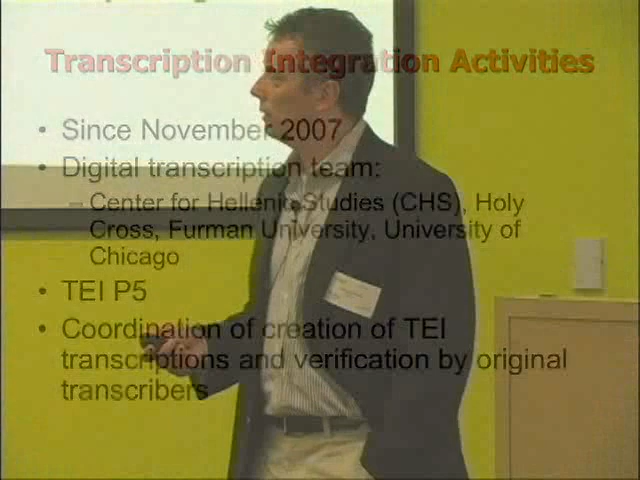 Transcription Integration Activities
• Since November 2007
• Digital transcription team:
– Center for Hellenic Studies (CHS), Holy
Cross, Furman University, University of
Chicago
• TEI P5
• Coordination of creation of TEI
transcriptions and verification by original
transcribers